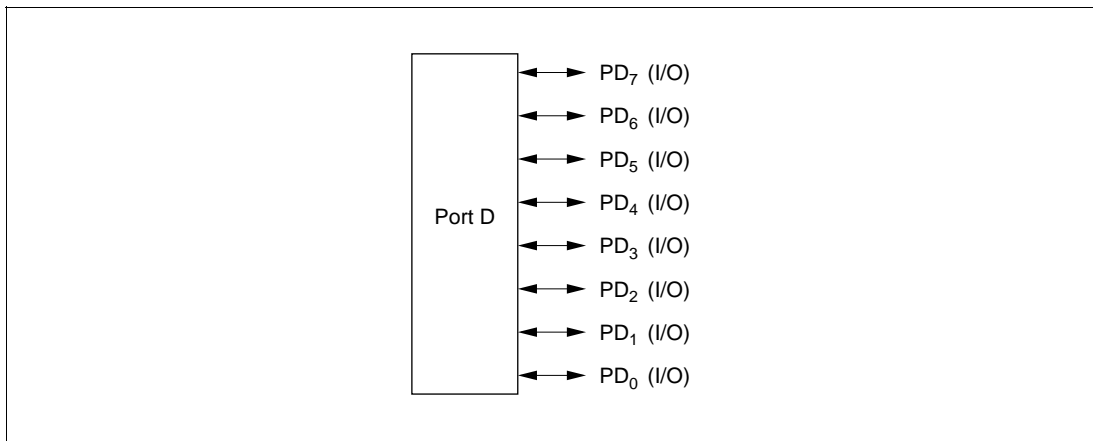 PD7 (I/O)
PD6 (I/O)
PD5 (I/O)
PD4 (I/O)
Port D
PD3 (I/O)
PD2 (I/O)
PD1 (I/O)
PD0 (I/O)